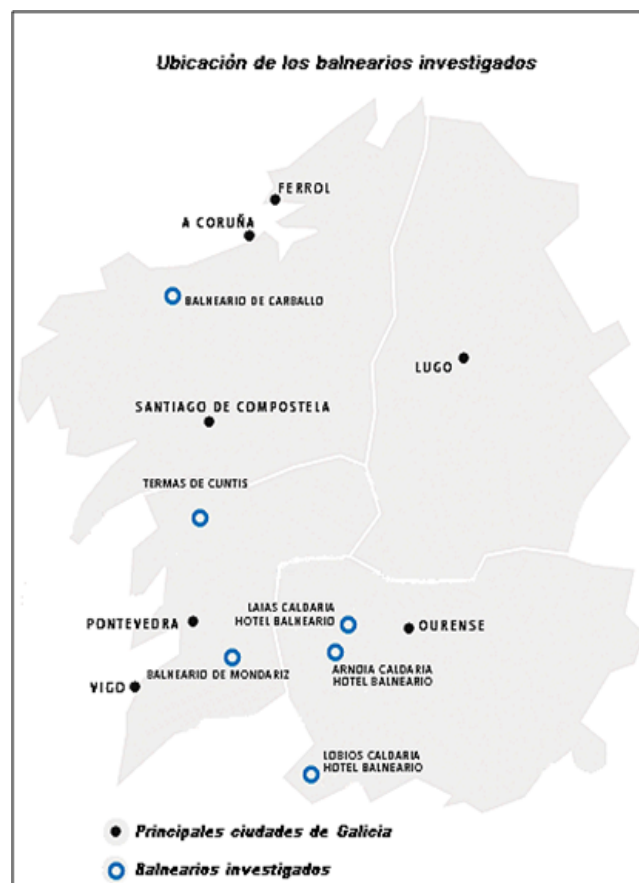 Ubicación de los balnearios investigados
FERROL
A CORUÑA
BALNEARIO DE CARBALLO
LUGO
SANTIAGO DE COMPOSTELA
TERMAS DE CUNTIS
LAIAS CALDARIA
HOTEL BALNEARIO
PONTEVEDRA
OURENSE
BALNEARIO DE MONDARIZ
ARNOIA CALDARIA
HOTEL BALNEARIO
VIGO
LOBIOS CALDARIA
HOTEL BALNEARIO
Principales ciudades de Galicia
Balnearios investigados